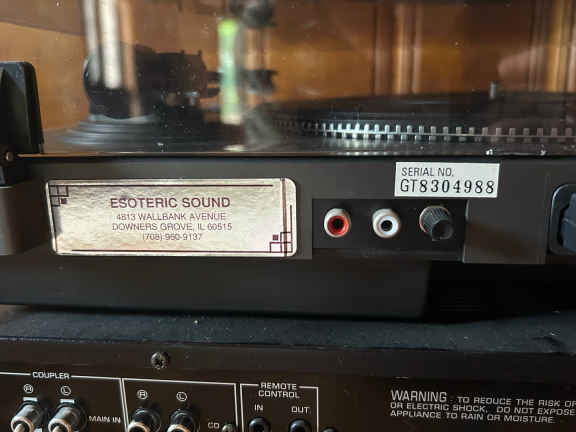 ESOTERIC SOUND
4813 WALLBANK AVENUE
DOWNERS GROVE, IL 60515
(708) 960-9137
SERIAL NO.
GT8304988
COUPLER
R L
MAIN IN
R L
CD
REMOTE
CONTROL
IN OUT.
WARNING : TO REDUCE THE RISK OF
OR ELECTRIC SHOCK, DO NOT EXPOSE
APPLIANCE TO RAIN OR MOISTURE.